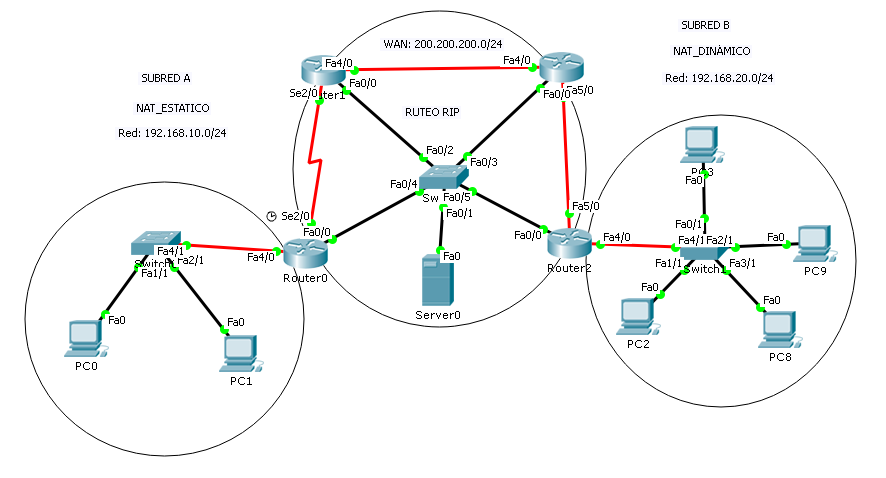 SUBRED B
WAN: 200.200.200.0/24
NAT_DINÁMICO
Fa4/0
Fa4/0
Red: 192.168.20.0/24
SUBRED A
Fa0/0
Se2/0
Fa0/0
Fa5/0
NAT_ESTATICO
RUTEO RIP
Red: 192.168.10.0/24
Fa0/2
Fa0/3
Fa0
Fa0/4
Fa0/5
Fa0/1
Se2/0
Fa5/0
Fa0/1
Fa0/0
Fa0/0
Fa4/0
Fa4/1
Fa2/1
Fa0
PC9
Fa4/1
Fa4/0
Router0
Fa0
Router2
Fa1/1
Switch1
Fa3/1
Fa2/1
Fa1/1
Fa0
Fa0
Server0
PC2
PC8
Fa0
Fa0
PC0
PC1